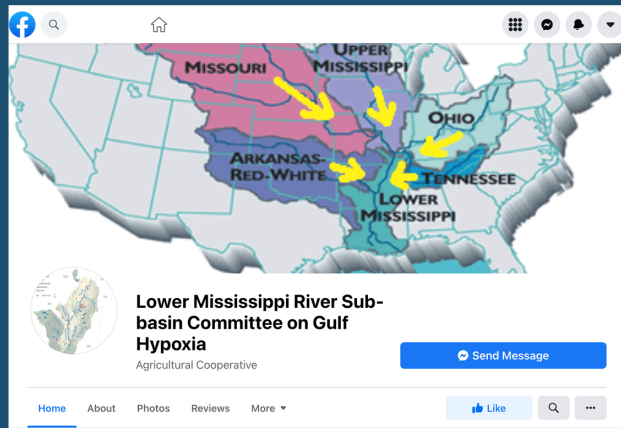 UPPER
MISSISSIPPI
MISSOURI
OHIO
ARKANSAS-
RED-WHITE
TENNESSEE
LOWER
MISSISSIPPI
Lower Mississippi River Sub-
basin Committee on Gulf
Hypoxia
Agricultural Cooperative
Send Message
Home About Photos Reviews More
Like